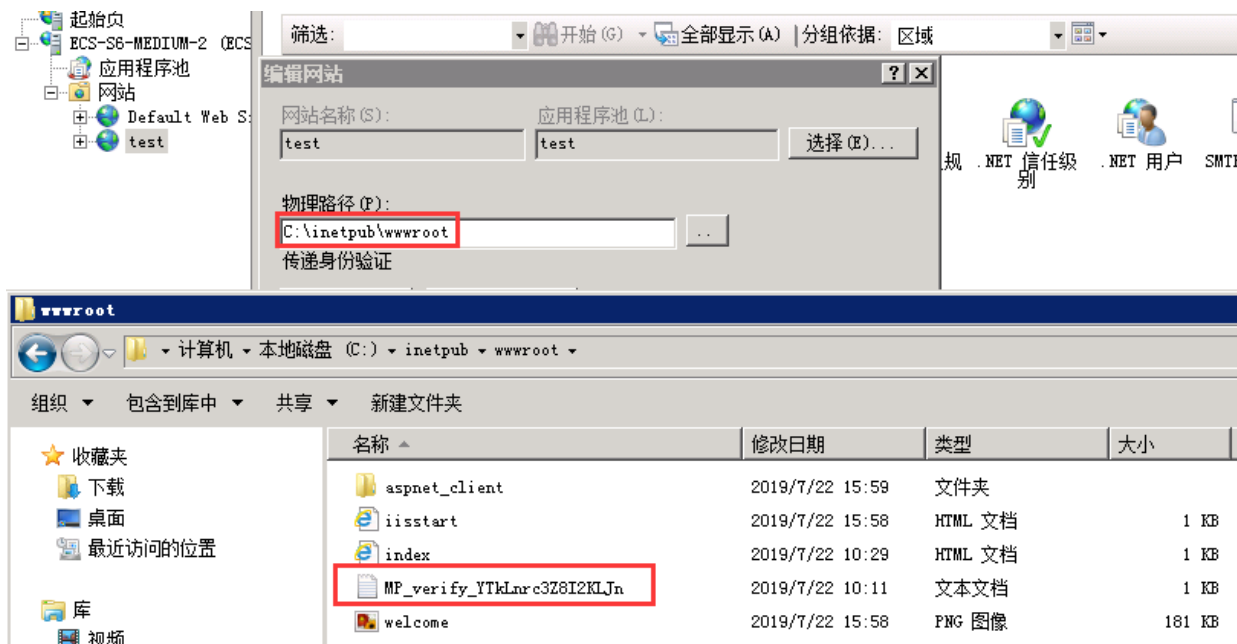 起始页
ECS-S6-MEDIUM-2 (ECS
应用程序池
网站
Default Web S
test
筛选:
开始(G)
全部显示(A)
分组依据:
区域
编辑网站
网站名称(S):
应用程序池(L):
test
test
选择(E)...
物理路径(P):
C:\inetpub\wwwroot
..
传递身份验证
规
.NET 信任级
别
.NET 用户
SMT
wwwroot
计算机
本地磁盘 (C:)
inetpub
wwwroot
组织
包含到库中
共享
新建文件夹
收藏夹
下载
桌面
最近访问的位置
库
视频
名称 修改日期 类型 大小
aspnet_client 2019/7/22 15:59 文件夹
iisstart 2019/7/22 15:58 HTML 文档 1 KB
index 2019/7/22 10:29 HTML 文档 1 KB
MP_verify_YTkLnrc3Z8I2KLJn 2019/7/22 10:11 文本文档 1 KB
welcome 2019/7/22 15:58 PNG 图像 181 KB